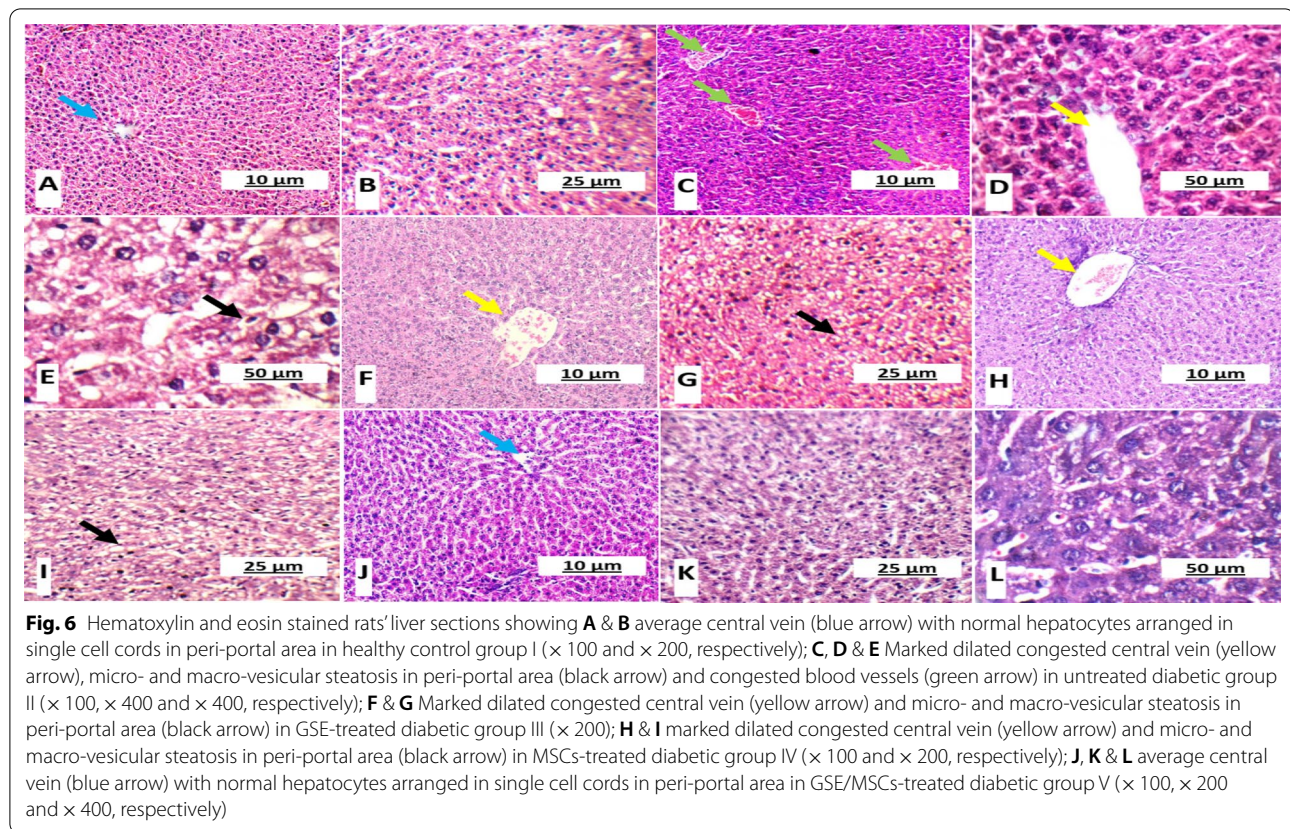 A
10 µm
B
25 µm
C
10 µm
D
50 µm
E
50 µm
F
10 µm
G
25 µm
H
10 µm
I
25 µm
J
10 µm
K
25 µm
L
50 µm
Fig. 6 Hematoxylin and eosin stained rats' liver sections showing A & B average central vein (blue arrow) with normal hepatocytes arranged in
single cell cords in peri-portal area in healthy control group I (× 100 and × 200, respectively); C, D & E Marked dilated congested central vein (yellow
arrow), micro- and macro-vesicular steatosis in peri-portal area (black arrow) and congested blood vessels (green arrow) in untreated diabetic group
II (× 100, × 400 and × 400, respectively); F & G Marked dilated Congested central vein (yellow arrow) and micro- and macro-vesicular steatosis in
peri-portal area (black arrow) in GSE-treated diabetic group III (× 200); H & I marked dilated congested central vein (yellow arrow) and micro- and
macro-vesicular steatosis in peri-portal area (black arrow) in MSCs-treated diabetic group IV (× 100 and × 200, respectively); J, K & L average central
vein (blue arrow) with normal hepatocytes arranged in single cell cords in peri-portal area in GSE/MSCs-treated diabetic group V (× 100, × 200
and × 400, respectively)